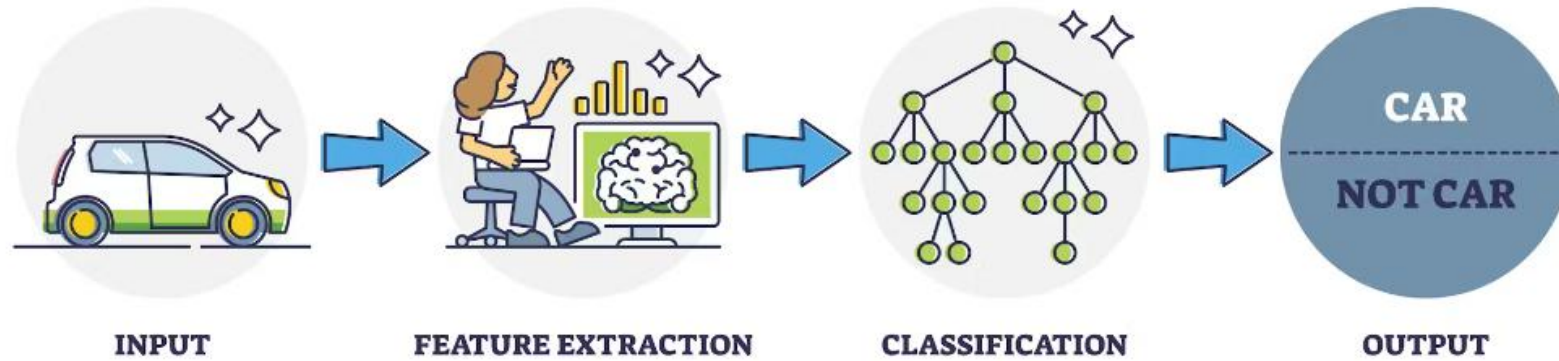 CAR
NOT CAR
INPUT
FEATURE EXTRACTION
CLASSIFICATION
OUTPUT